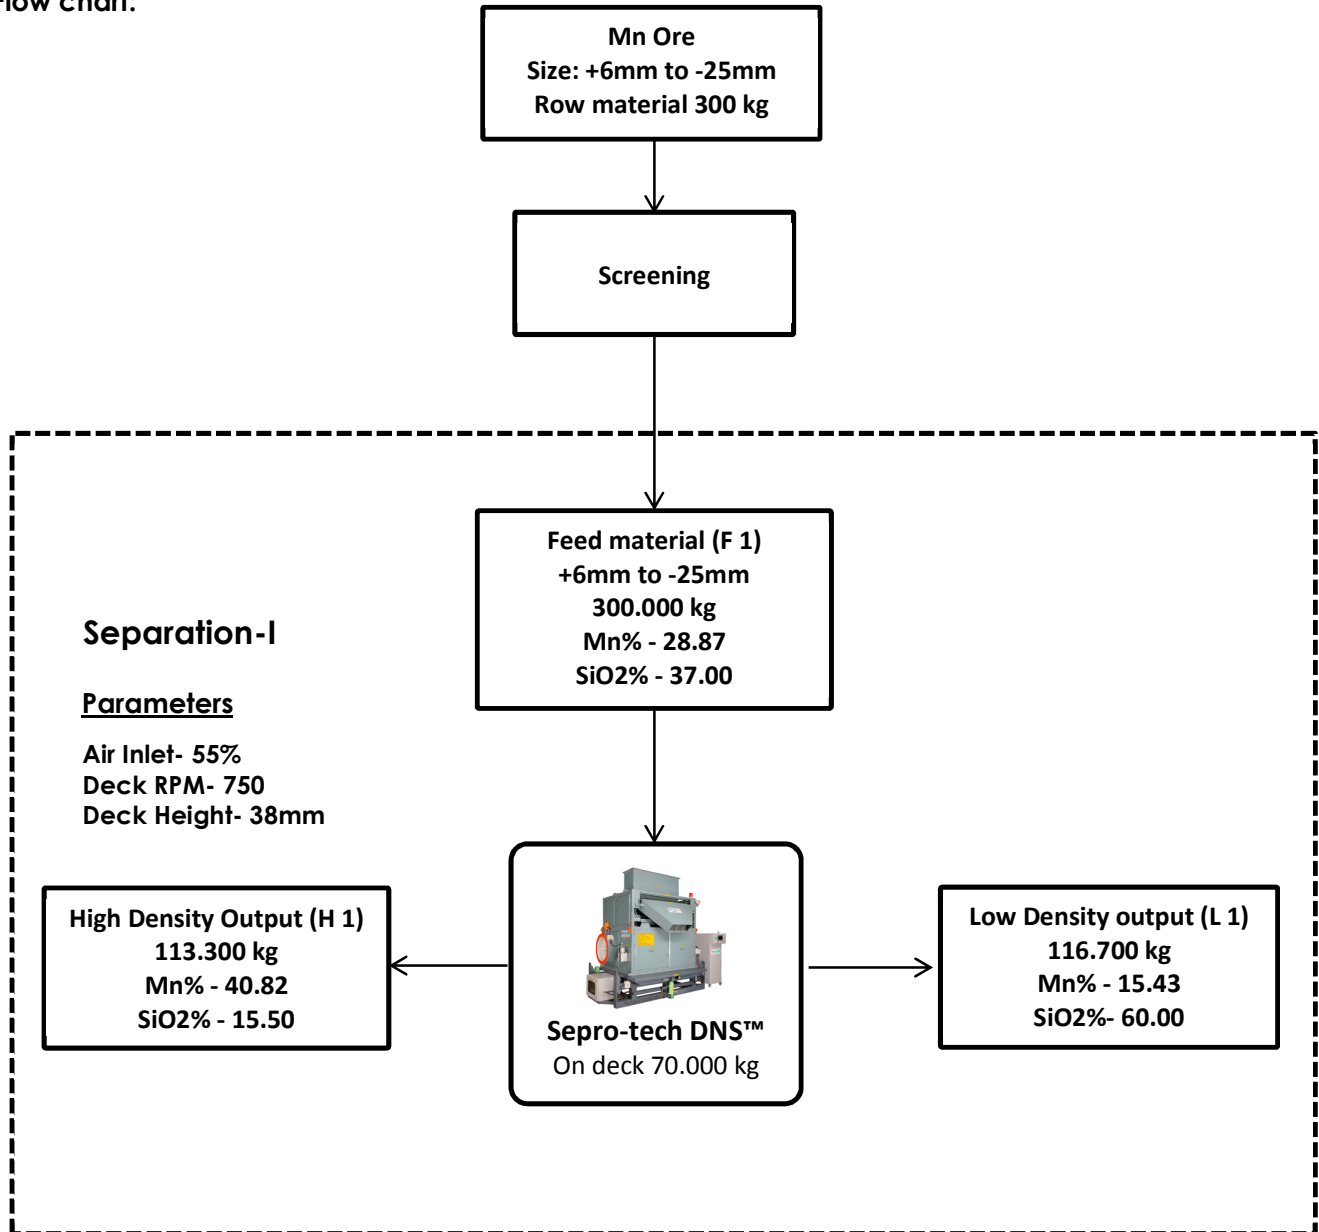 Flow chart:
Mn Ore
Size: +6mm to -25mm
Row material 300 kg
Screening
Feed material (F 1)
+6mm to -25mm
300.000 kg
Mn% - 28.87
SiO2% - 37.00
Separation-I
Parameters
Air Inlet- 55%
Deck RPM- 750
Deck Height- 38mm
High Density Output (H 1)
113.300 kg
Mn% - 40.82
SiO2% - 15.50
Sepro-tech DNS™
On deck 70.000 kg
Low Density output (L 1)
116.700 kg
Mn% - 15.43
SiO2%- 60.00